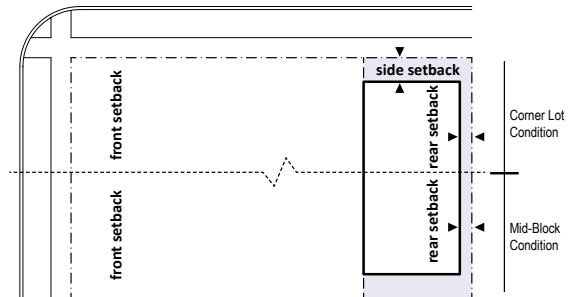 side setback
front setback
rear setback
Corner Lot
Condition
front setback
rear setback
Mid-Block
Condition